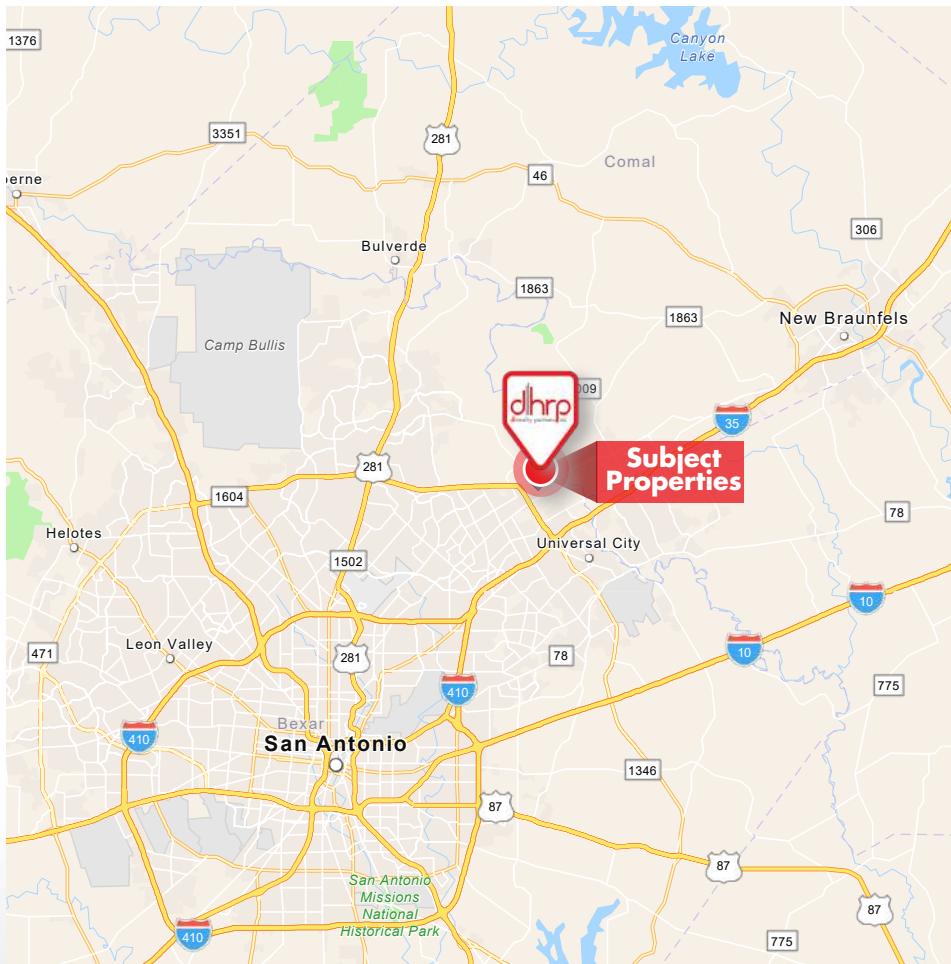 1376
Canyon
Lake
3351
281
46
Comal
oerne
306
Bulverde
1863
1863
New Braunfels
Camp Bullis
009
dhrp
35
Subject
Properties
281
1604
78
Helotes
Universal City
1502
10
471
Leon Valley
281
78
10
775
410
Bexar
410
San Antonio
1346
87
87
San Antonio
Missions
National
Historical Park
87
410
775